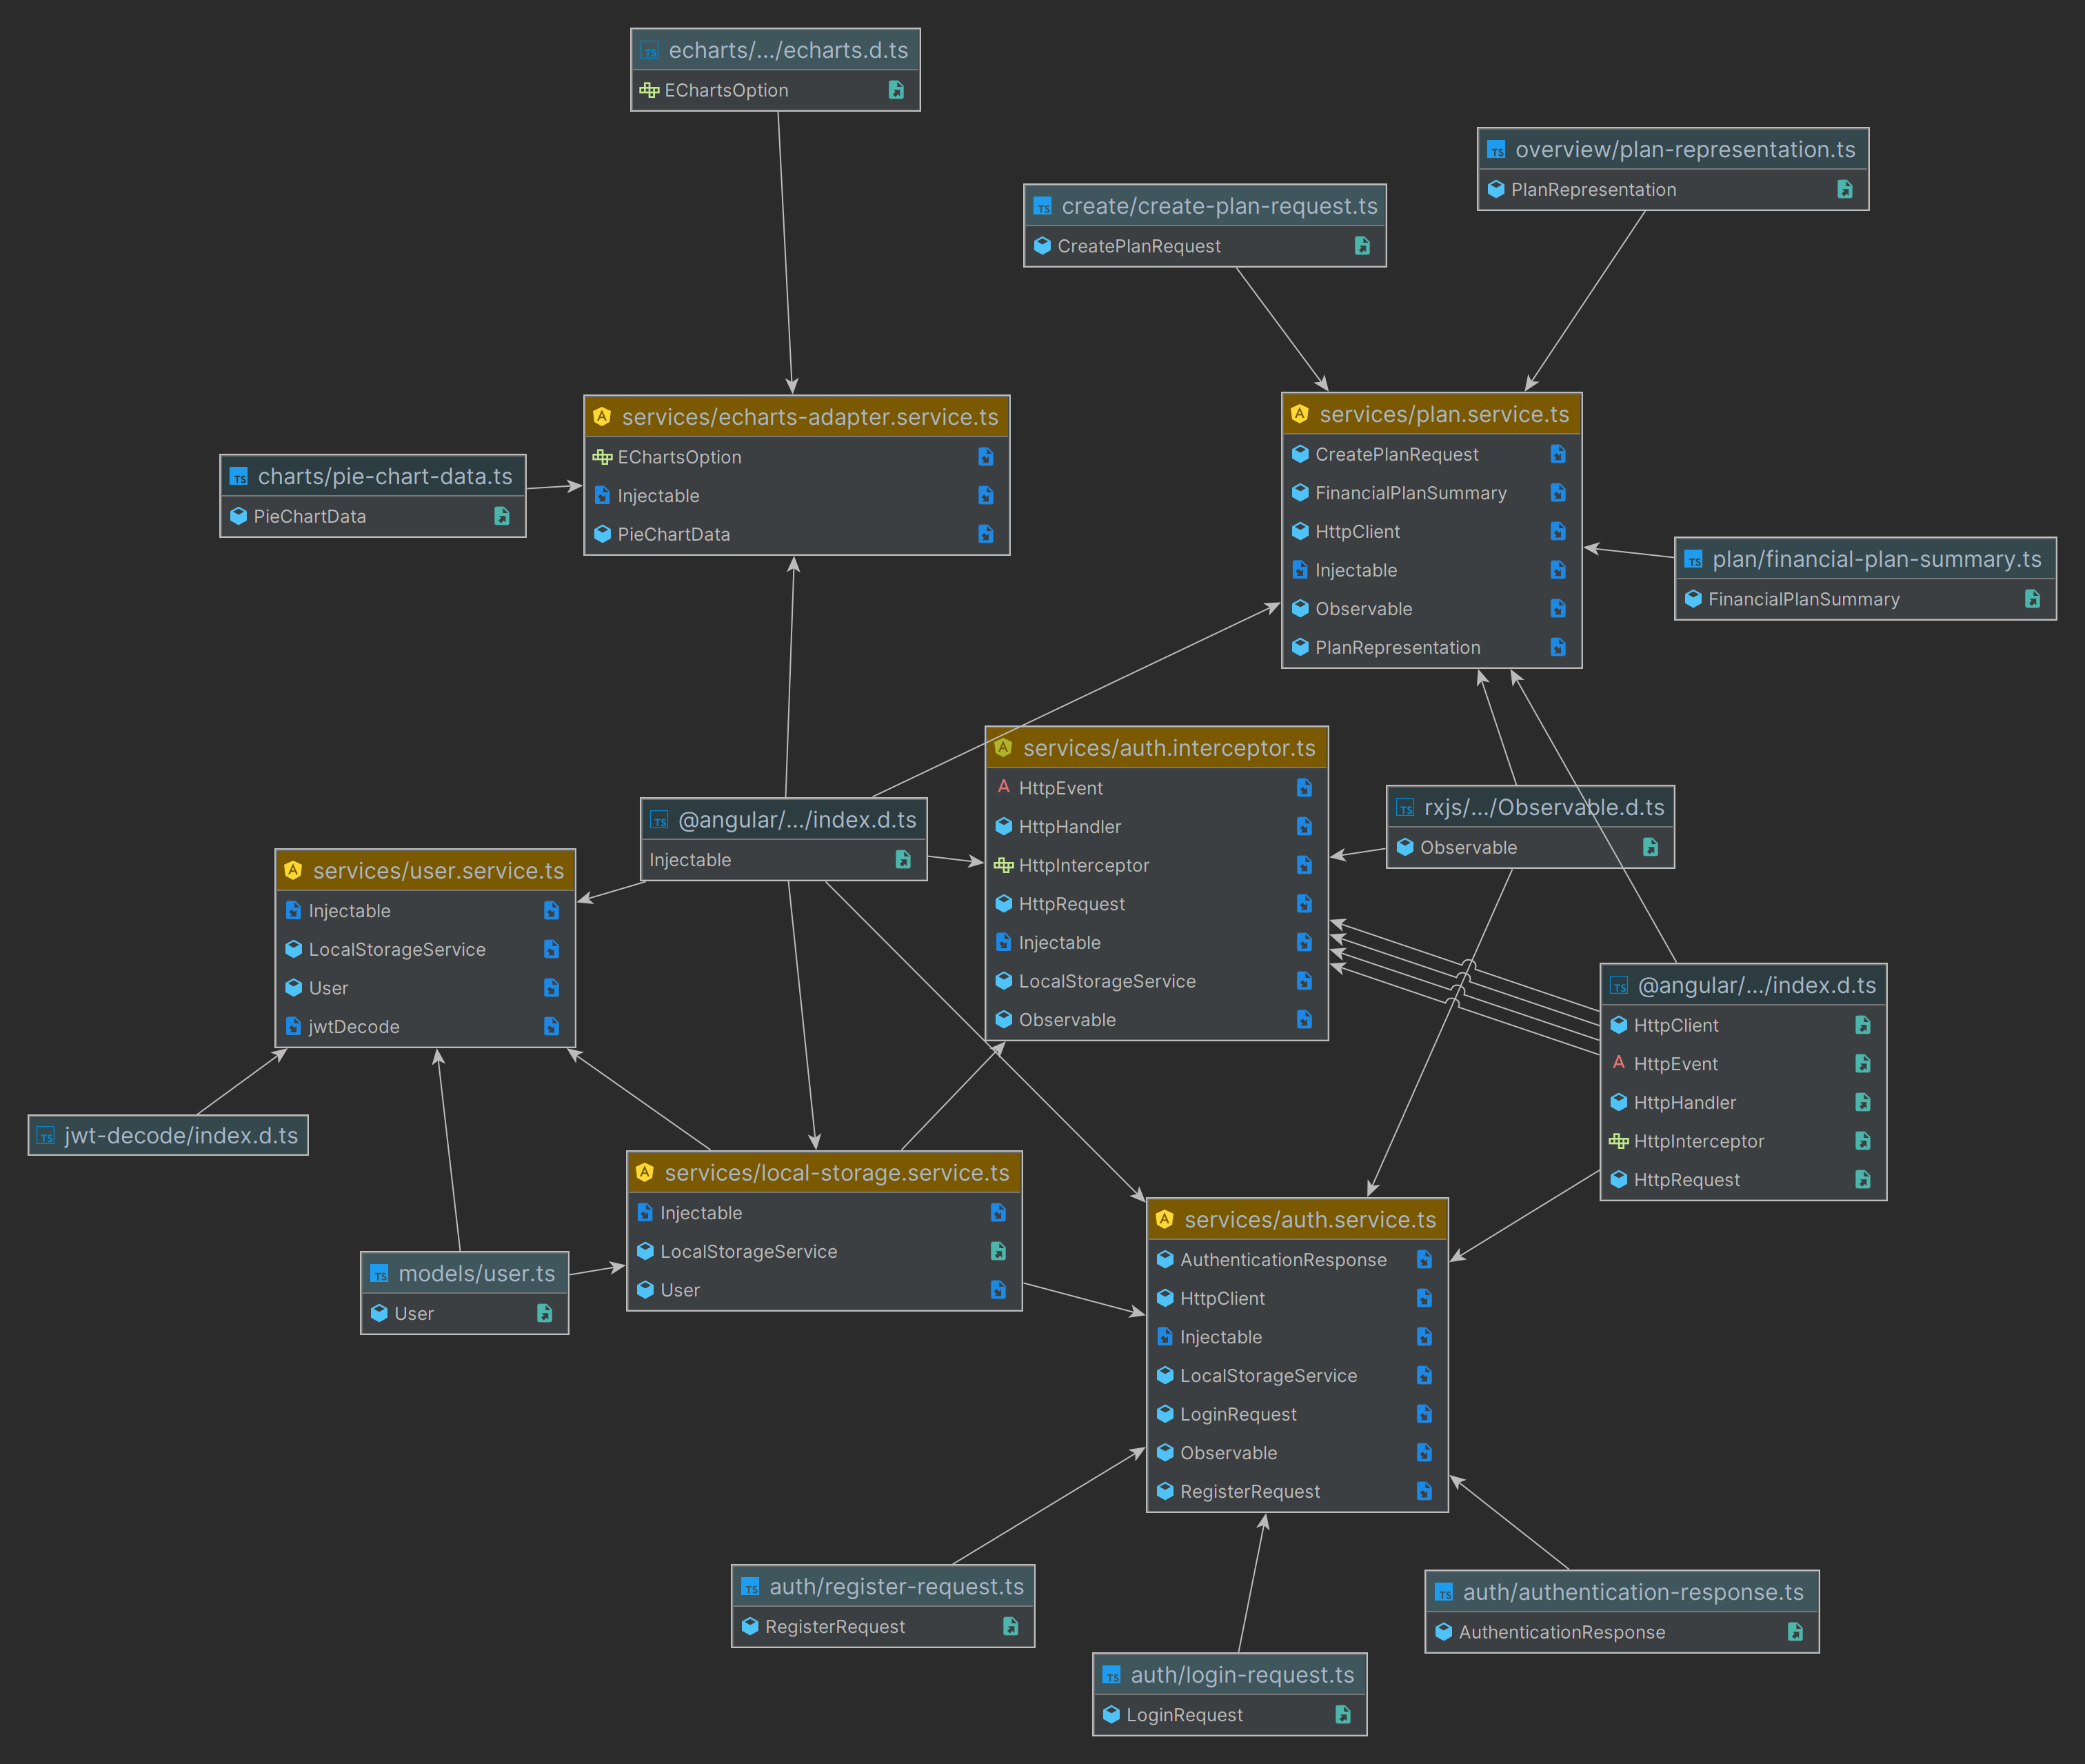 echarts/.../echarts.d.ts
EChartsOption
overview/plan-representation.ts
PlanRepresentation
create/create-plan-request.ts
CreatePlanRequest
services/echarts-adapter.service.ts
EChartsOption
Injectable
PieChartData
services/plan.service.ts
CreatePlanRequest
FinancialPlanSummary
HttpClient
Injectable
Observable
PlanRepresentation
charts/pie-chart-data.ts
PieChartData
plan/financial-plan-summary.ts
FinancialPlanSummary
services/auth.interceptor.ts
HttpEvent
HttpHandler
HttpInterceptor
HttpRequest
Injectable
LocalStorageService
Observable
rxjs/.../Observable.d.ts
Observable
@angular/.../index.d.ts
Injectable
services/user.service.ts
Injectable
LocalStorageService
User
jwtDecode
@angular/.../index.d.ts
HttpClient
HttpEvent
HttpHandler
HttpInterceptor
HttpRequest
jwt-decode/index.d.ts
services/local-storage.service.ts
Injectable
LocalStorageService
User
services/auth.service.ts
AuthenticationResponse
HttpClient
Injectable
LocalStorageService
LoginRequest
Observable
RegisterRequest
models/user.ts
User
auth/register-request.ts
RegisterRequest
auth/authentication-response.ts
AuthenticationResponse
auth/login-request.ts
LoginRequest